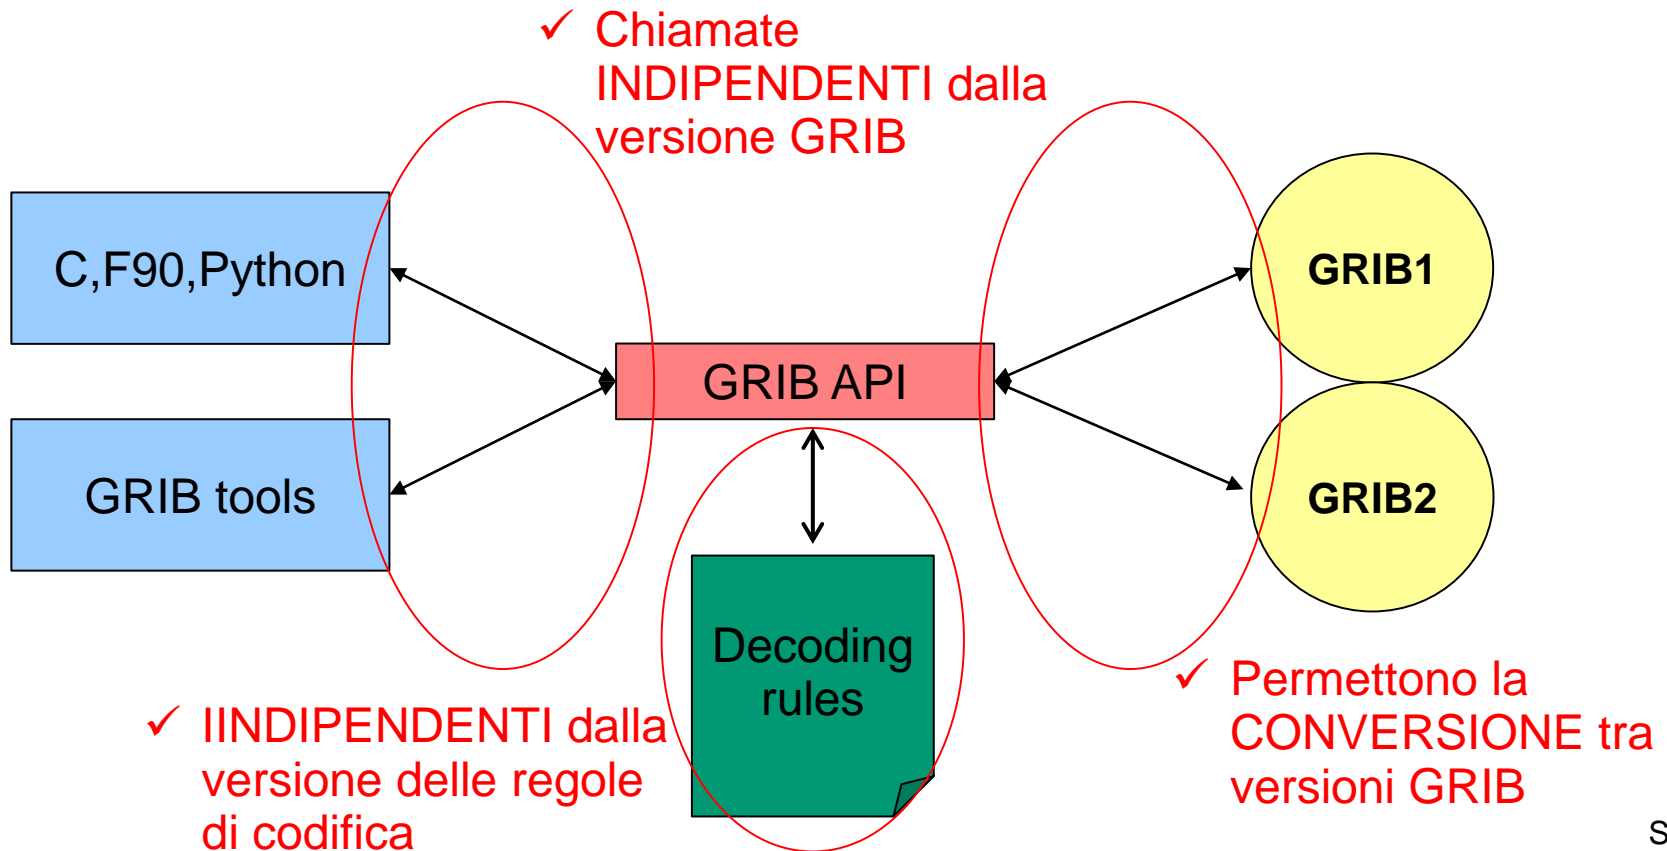 ✓ Chiamate
INDIPENDENTI dalla
versione GRIB
C,F90,Python
GRIB1
GRIB API
GRIB tools
GRIB2
Decoding
rules
✓ Permettono la
CONVERSIONE tra
versioni GRIB
✓ IINDIPENDENTI dalla
versione delle regole
di codifica
S